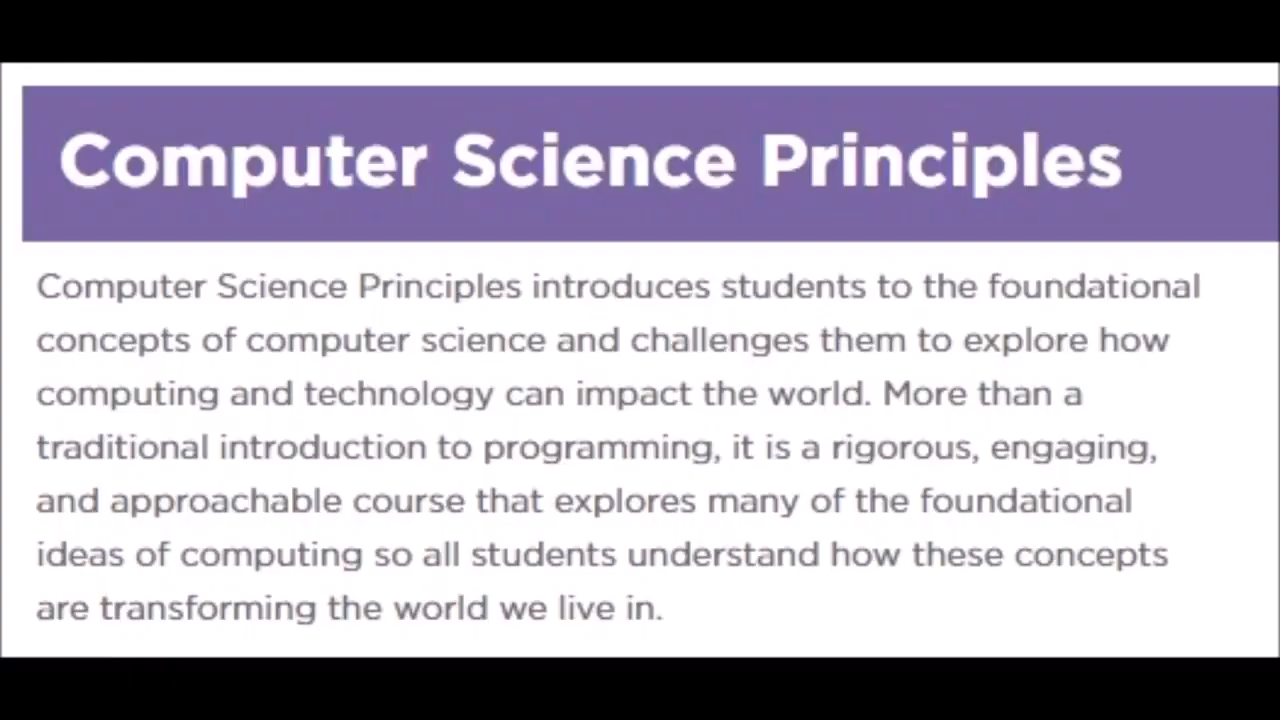 Computer Science Principles
Computer Science Principles introduces students to the foundational
concepts of computer science and challenges them to explore how
computing and technology can impact the world. More than a
traditional introduction to programming, it is a rigorous, engaging,
and approachable course that explores many of the foundational
ideas of computing so all students understand how these concepts
are transforming the world we live in.